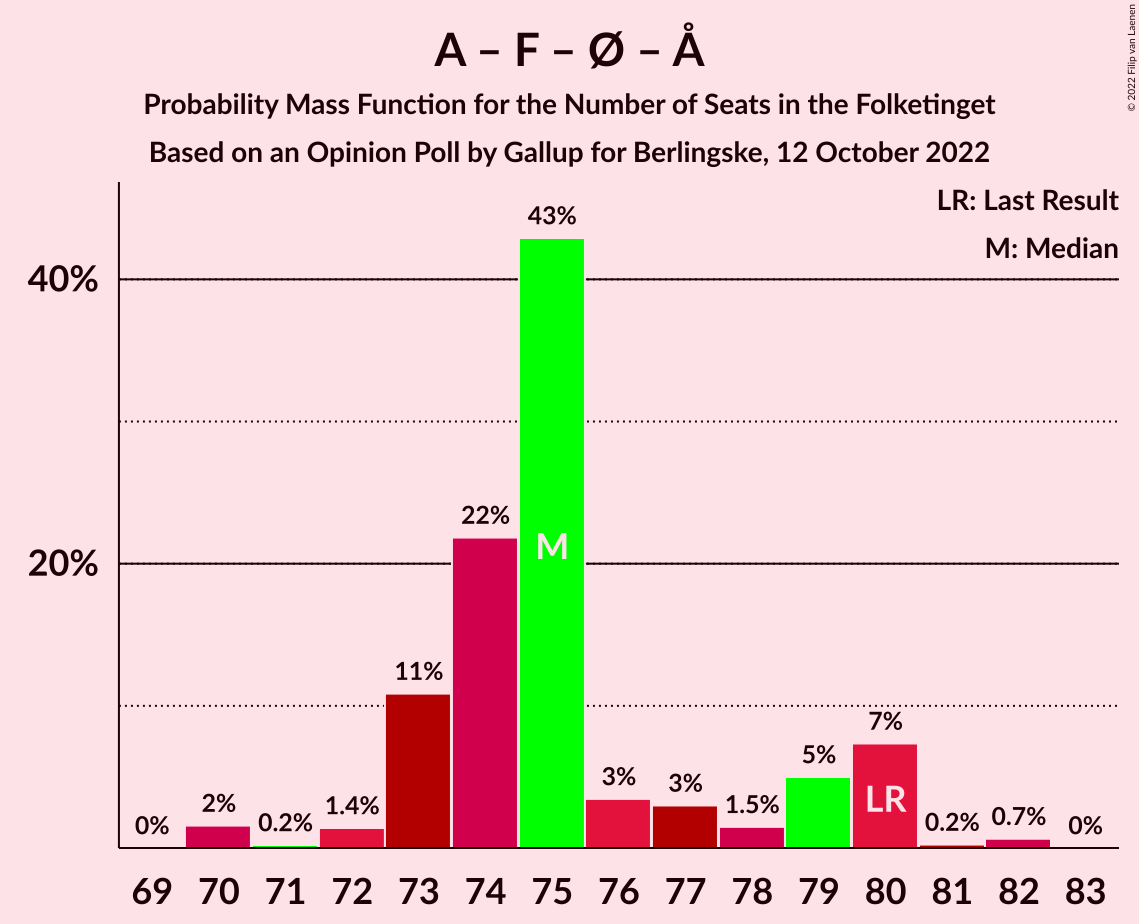 A – F – Ø – Å
Probability Mass Function for the Number of Seats in the Folketinget
Based on an Opinion Poll by Gallup for Berlingske, 12 October 2022
© 2022 Filip van Laenen
LR: Last Result
M: Median
40%
20%
0%
2%
0.2%
1.4%
11%
22%
43%
M
3%
3%
1.5%
5%
7%
LR
0.2%
0.7%
0%
69 70 71 72 73 74 75 76 77 78 79 80 81 82 83